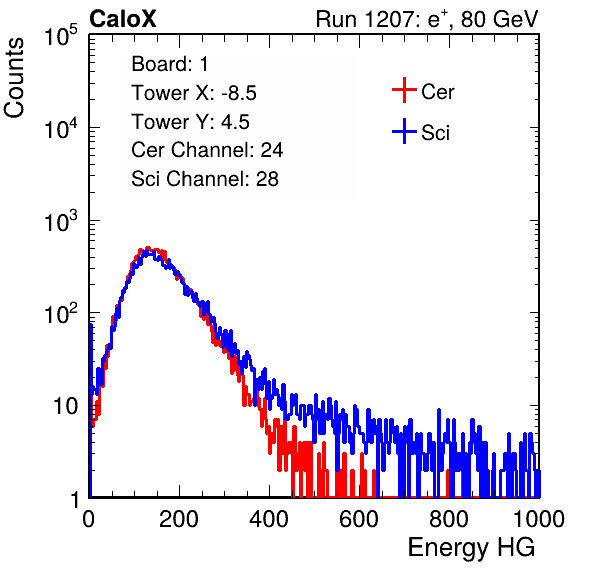 CaloX Run 1207: e⁺, 80 GeV
Counts
10⁵
10⁴
10³
10²
10
1
Board: 1
Tower X: -8.5
Tower Y: 4.5
Cer Channel: 24
Sci Channel: 28
Cer
Sci
0 200 400 600 800 1000
Energy HG